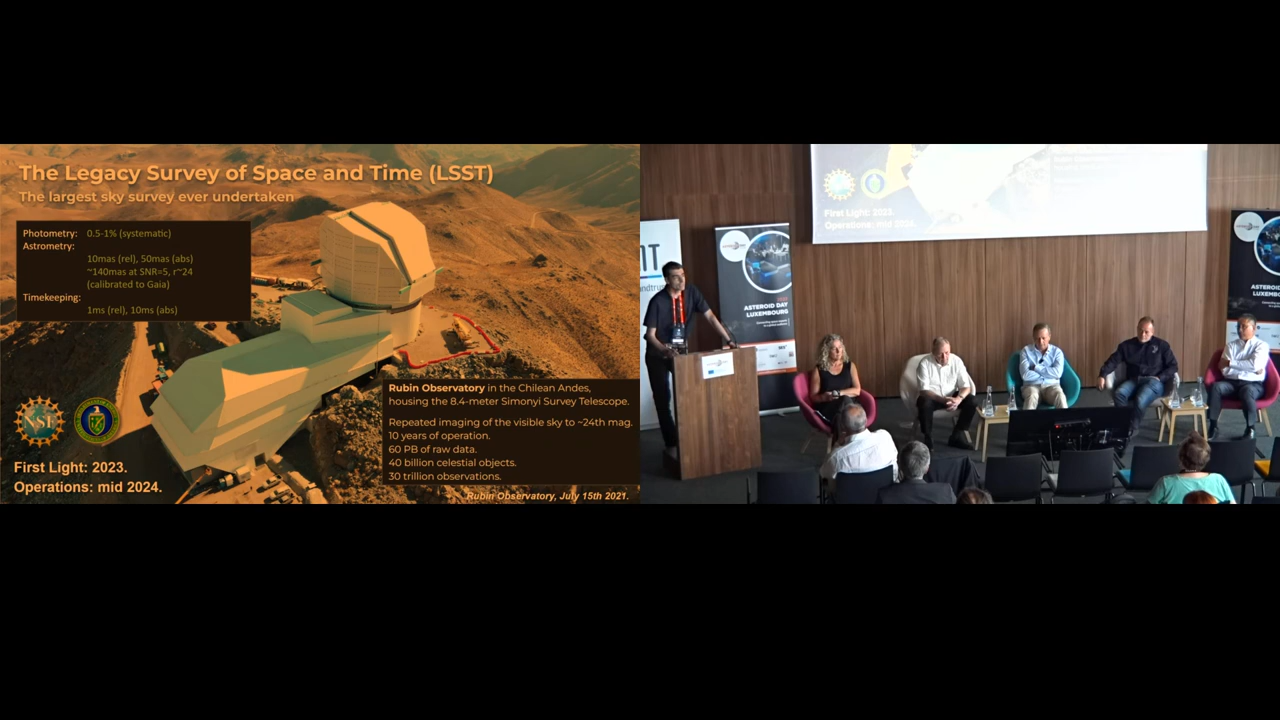 The Legacy Survey of Space and Time (LSST)
The largest sky survey ever undertaken
Photometry: 0.5-1% (systematic)
Astrometry:
10mas (rel), 50mas (abs)
~140mas at SNR=5, r~24
(calibrated to Gaia)
Timekeeping:
1ms (rel), 10ms (abs)
Rubin Observatory in the Chilean Andes,
housing the 8.4-meter Simonyi Survey Telescope.
Repeated imaging of the visible sky to ~24th mag.
10 years of operation.
60 PB of raw data.
40 billion celestial objects.
30 trillion observations.
NSF
First Light: 2023.
Operations: mid 2024.
Rubin Observatory, July 15th 2021.
First Light: 2023.
Operations: mid 2024.
ASTEROID DAY
LUXEMBOURG
ASTEROID DA
LUXEMBOUR